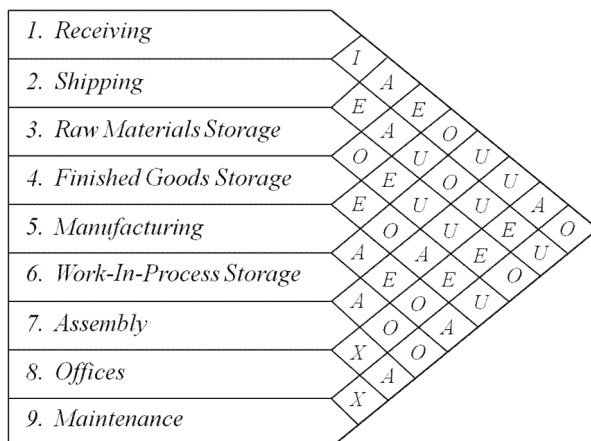 1. Receiving
I
2. Shipping A
E E
3. Raw Materials Storage A O
O U U
4. Finished Goods Storage E O U
E U U A
5. Manufacturing O U E O
A A E U
6. Work-In-Process Storage E E O
A O U
7. Assembly O A
X O
8. Offices A
X
9. Maintenance